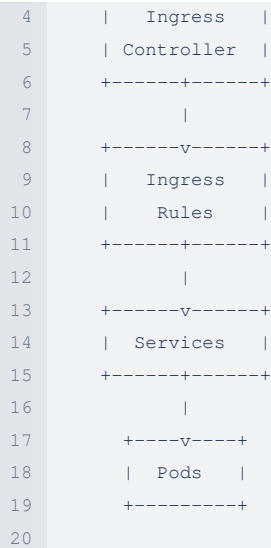 4 |   Ingress   |
5 | Controller  |
6 +------+------+
7        |
8 +------v------+
9 |   Ingress   |
10 |    Rules    |
11 +------+------+
12        |
13 +------v------+
14 |  Services   |
15 +------+------+
16        |
17   +----v----+
18   |  Pods   |
19   +---------+
20